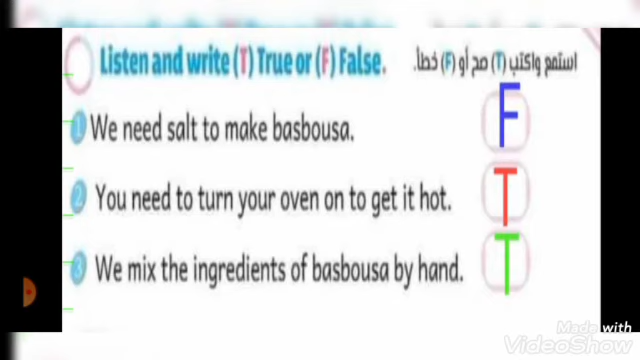 Listen and write (T) True or (F) False. استمع واكتب (T) صح أو (F) خطأ.
1 We need salt to make basbousa. F
2 You need to turn your oven on to get it hot. T
3 We mix the ingredients of basbousa by hand. T
Made with
VideoShow